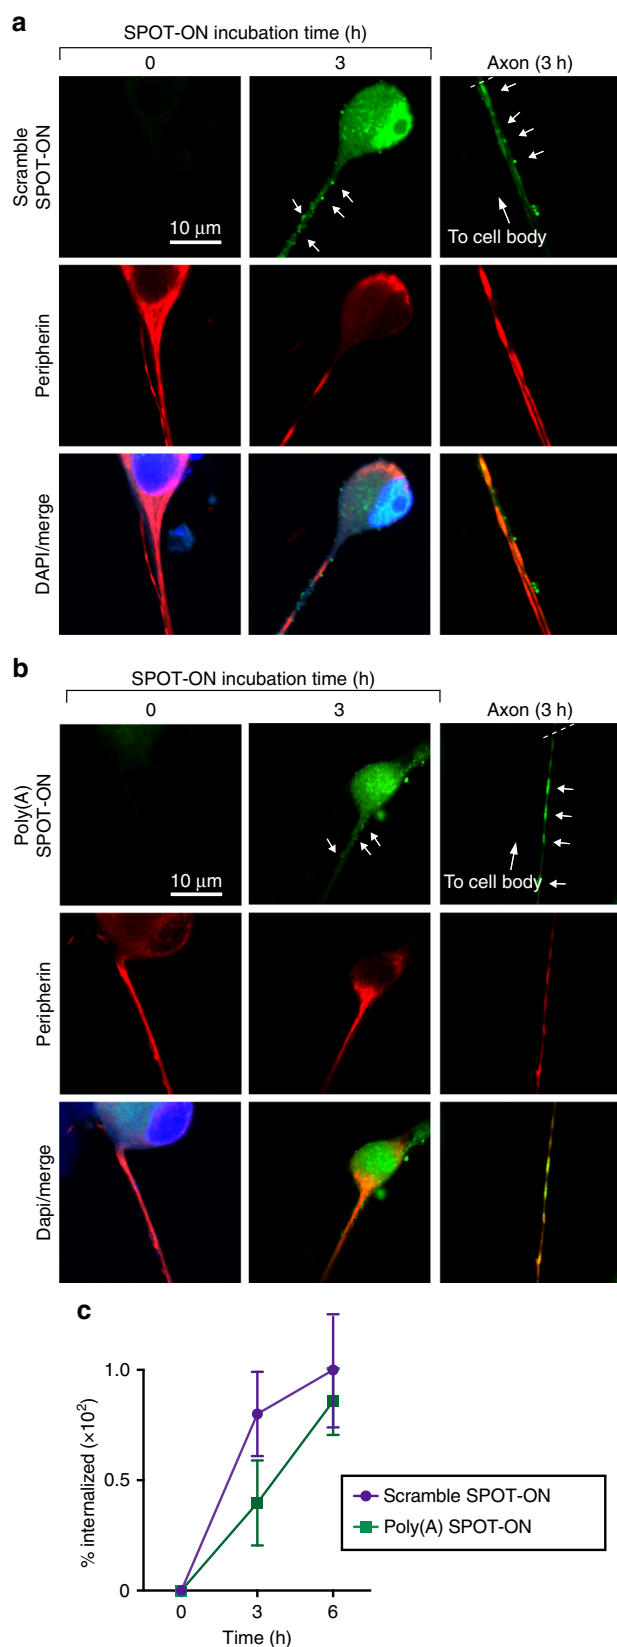 a
SPOT-ON incubation time (h)
0
3
Axon (3 h)
Scramble
SPOT-ON
10 μm
To cell body
Peripherin
DAPI/merge
b
SPOT-ON incubation time (h)
0
3
Axon (3 h)
Poly(A)
SPOT-ON
10 μm
To cell body
Peripherin
Dapi/merge
c
% internalized (×10²)
1.0
0.5
0
0
3
6
Time (h)
Scramble SPOT-ON
Poly(A) SPOT-ON